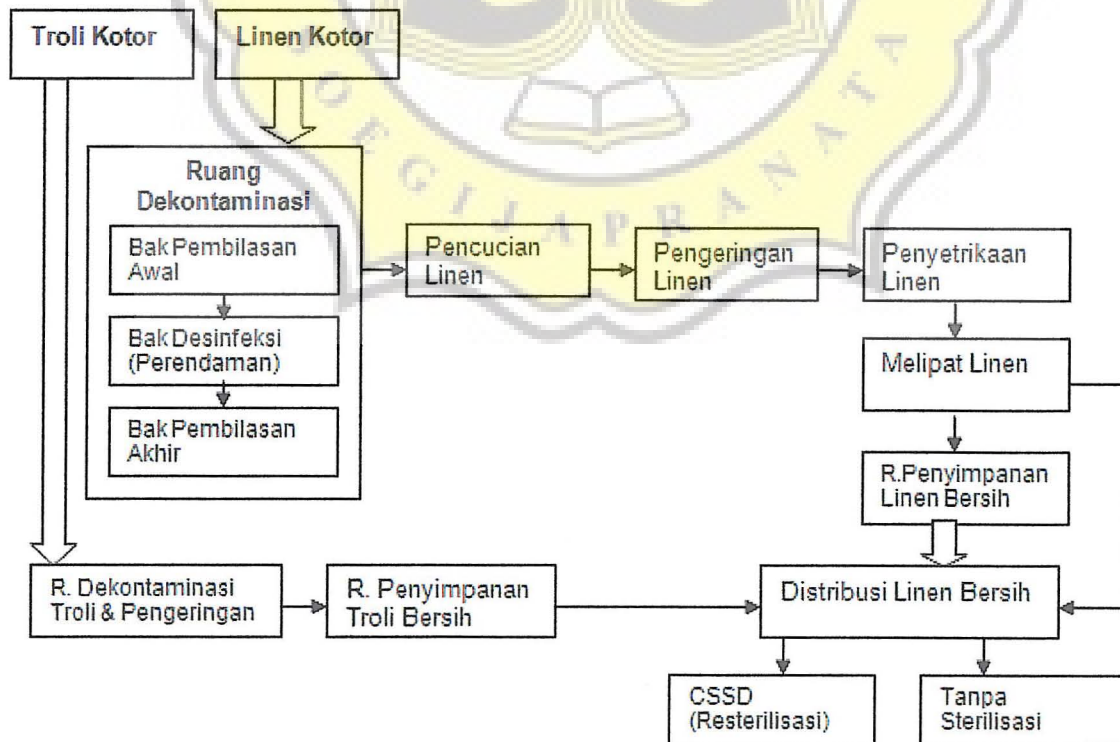 Troli Kotor
Linen Kotor
SOEGIJAPRANATA
Ruang
Dekontaminasi
Bak Pembilasan
Awal
Bak Desinfeksi
(Perendaman)
Bak Pembilasan
Akhir
Pencucian
Linen
Pengeringan
Linen
Penyetrikaan
Linen
Melipat Linen
R.Penyimpanan
Linen Bersih
R. Dekontaminasi
Troli & Pengeringan
R. Penyimpanan
Troli Bersih
Distribusi Linen Bersih
CSSD
(Resterilisasi)
Tanpa
Sterilisasi